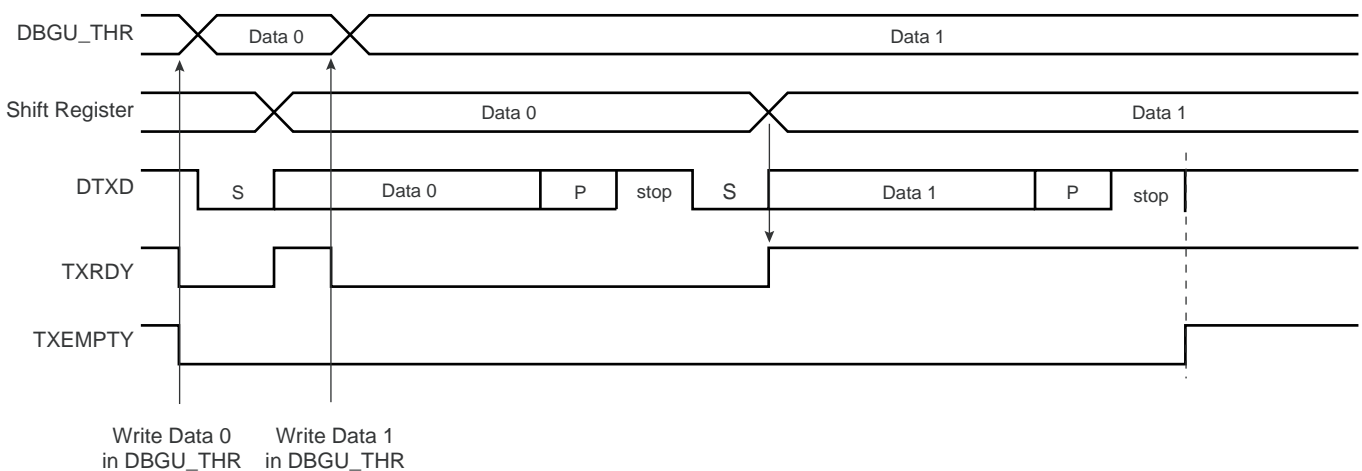 DBGU_THR Data 0 Data 1
Shift Register Data 0 Data 1
DTXD S Data 0 P stop S Data 1 P stop
TXRDY
TXEMPTY
Write Data 0 Write Data 1
in DBGU_THR in DBGU_THR